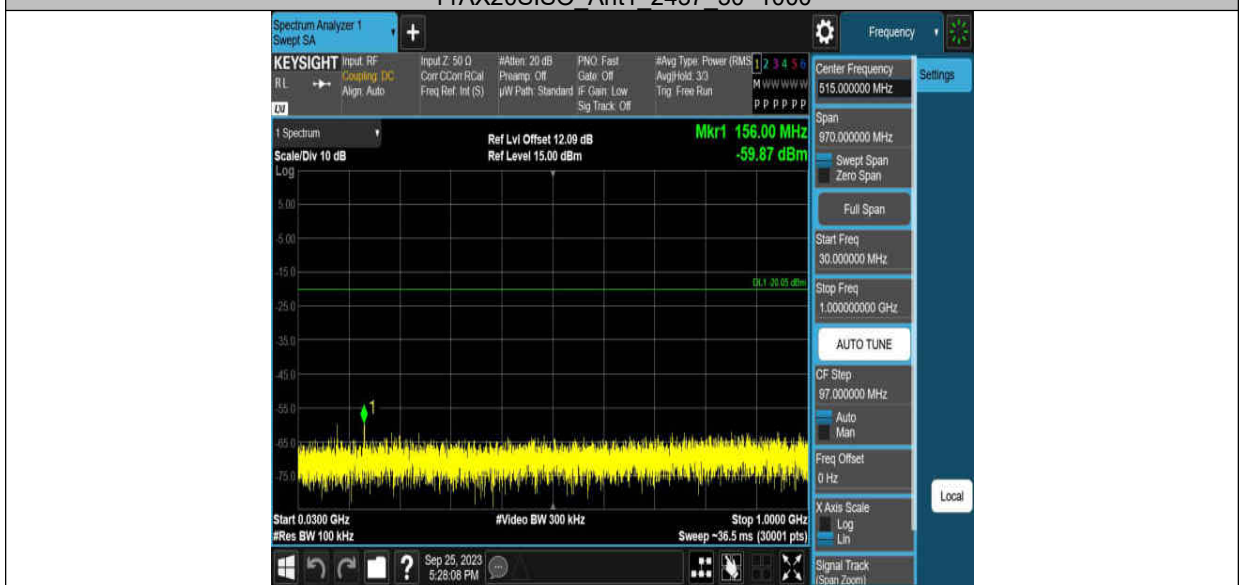 11AX20SISO_Ant1_2437_30~1000
Spectrum Analyzer 1
Swept SA
+
Frequency
KEYSIGHT
RL
LXI
Input: RF
Coupling: DC
Align: Auto
Input Z: 50 Ω
Corr CCorr RCal
Freq Ref: Int (S)
#Atten: 20 dB
Preamp: Off
µW Path: Standard
PNO: Fast
Gate: Off
IF Gain: Low
Sig Track: Off
#Avg Type: Power (RMS
Avg|Hold: 3/3
Trig: Free Run
1 2 3 4 5 6
M W W W W W
P P P P P P
1 Spectrum
Scale/Div 10 dB
Log
Ref Lvl Offset 12.09 dB
Ref Level 15.00 dBm
Mkr1 156.00 MHz
-59.87 dBm
5.00
-5.00
-15.0
-25.0
-35.0
-45.0
-55.0
-65.0
-75.0
DL1 -20.05 dBm
1
Start 0.0300 GHz
#Res BW 100 kHz
#Video BW 300 kHz
Stop 1.0000 GHz
Sweep ~36.5 ms (30001 pts)
?
Sep 25, 2023
5:28:08 PM
Center Frequency
515.000000 MHz
Span
970.000000 MHz
Swept Span
Zero Span
Full Span
Start Freq
30.000000 MHz
Stop Freq
1.000000000 GHz
AUTO TUNE
CF Step
97.000000 MHz
Auto
Man
Freq Offset
0 Hz
X Axis Scale
Log
Lin
Signal Track
(Span Zoom)
Settings
Local